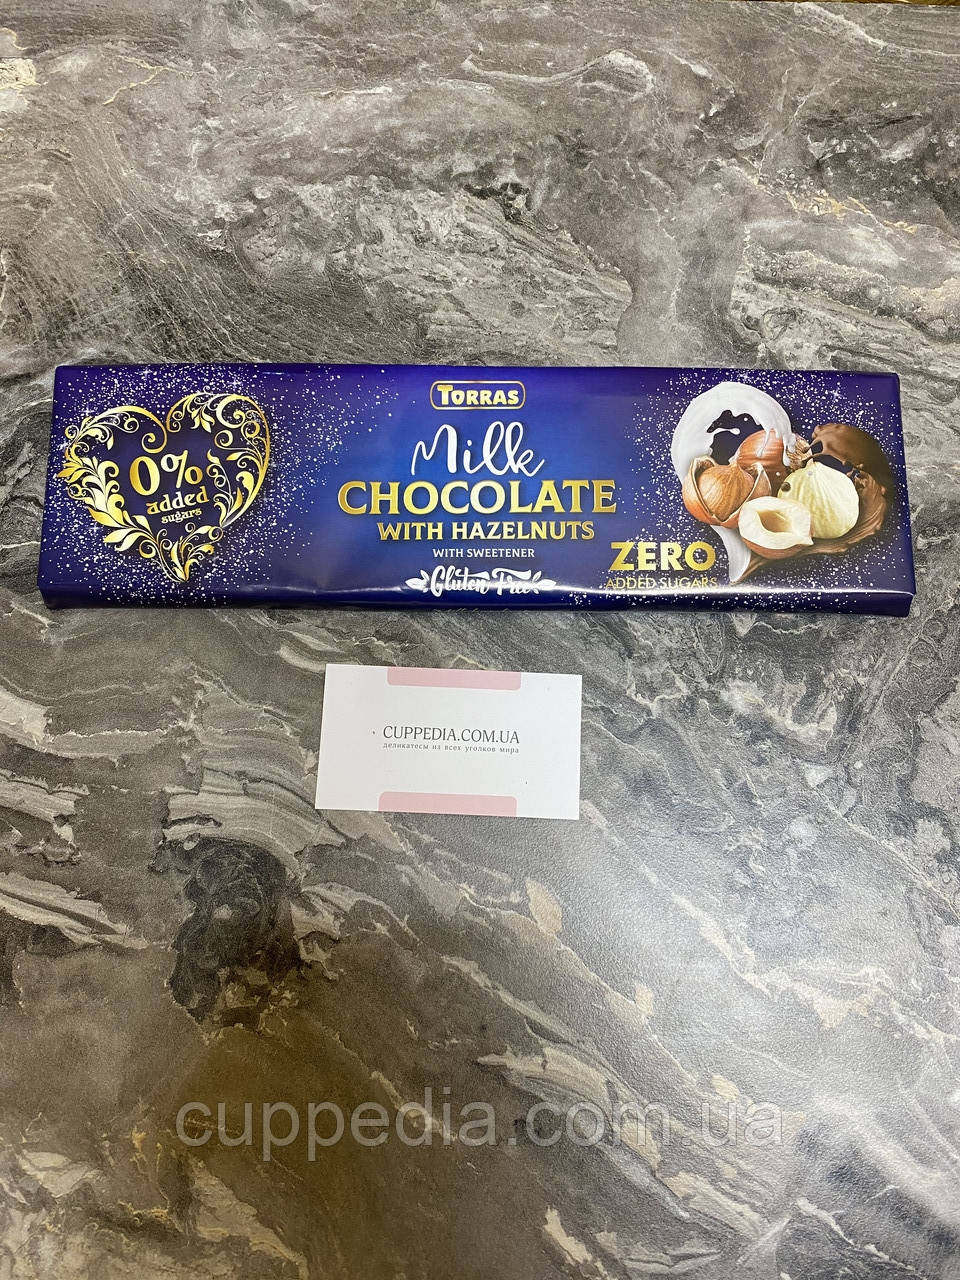 TORRAS
0%
added
sugars
Milk
CHOCOLATE
WITH HAZELNUTS
WITH SWEETENER
Gluten Free
ZERO
ADDED SUGARS
CUPPEDIA.COM.UA
деликатесы из всех уголков мира
cuppedia.com.ua